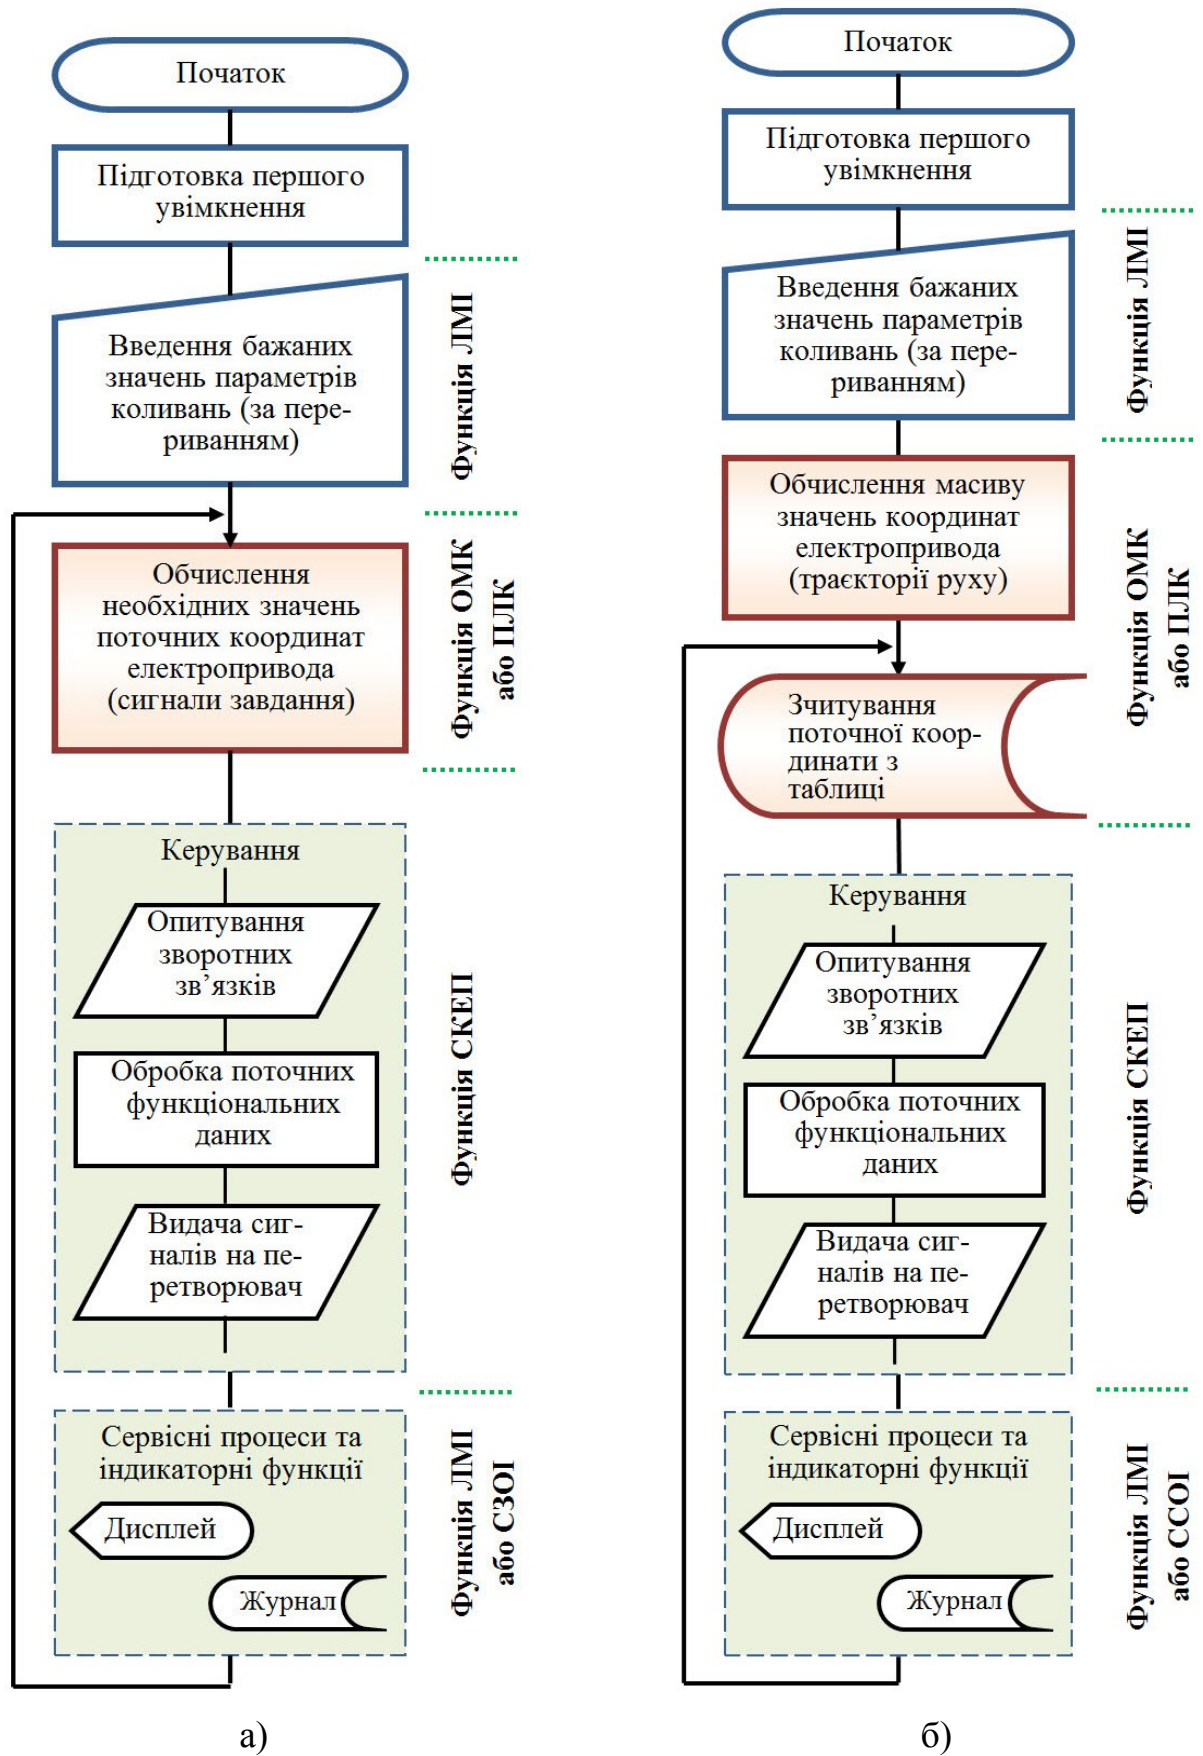 Початок
Підготовка першого
увімкнення
Введення бажаних
значень параметрів
коливань (за пере-
риванням)
Функція ЛМІ
Обчислення
необхідних значень
поточних координат
електропривода
(сигнали завдання)
Функція ОМК
або ПЛК
Керування
Опитування
зворотних
зв’язків
Обробка поточних
функціональних
даних
Видача сиг-
налів на пе-
ретворювач
Функція СКЕП
Сервісні процеси та
індикаторні функції
Дисплей
Журнал
Функція ЛМІ
або СЗОІ
а)
Початок
Підготовка першого
увімкнення
Введення бажаних
значень параметрів
коливань (за пере-
риванням)
Функція ЛМІ
Обчислення масиву
значень координат
електропривода
(траєкторії руху)
Зчитування
поточної коор-
динати з
таблиці
Функція ОМК
або ПЛК
Керування
Опитування
зворотних
зв’язків
Обробка поточних
функціональних
даних
Видача сиг-
налів на пе-
ретворювач
Функція СКЕП
Сервісні процеси та
індикаторні функції
Дисплей
Журнал
Функція ЛМІ
або ССОІ
б)